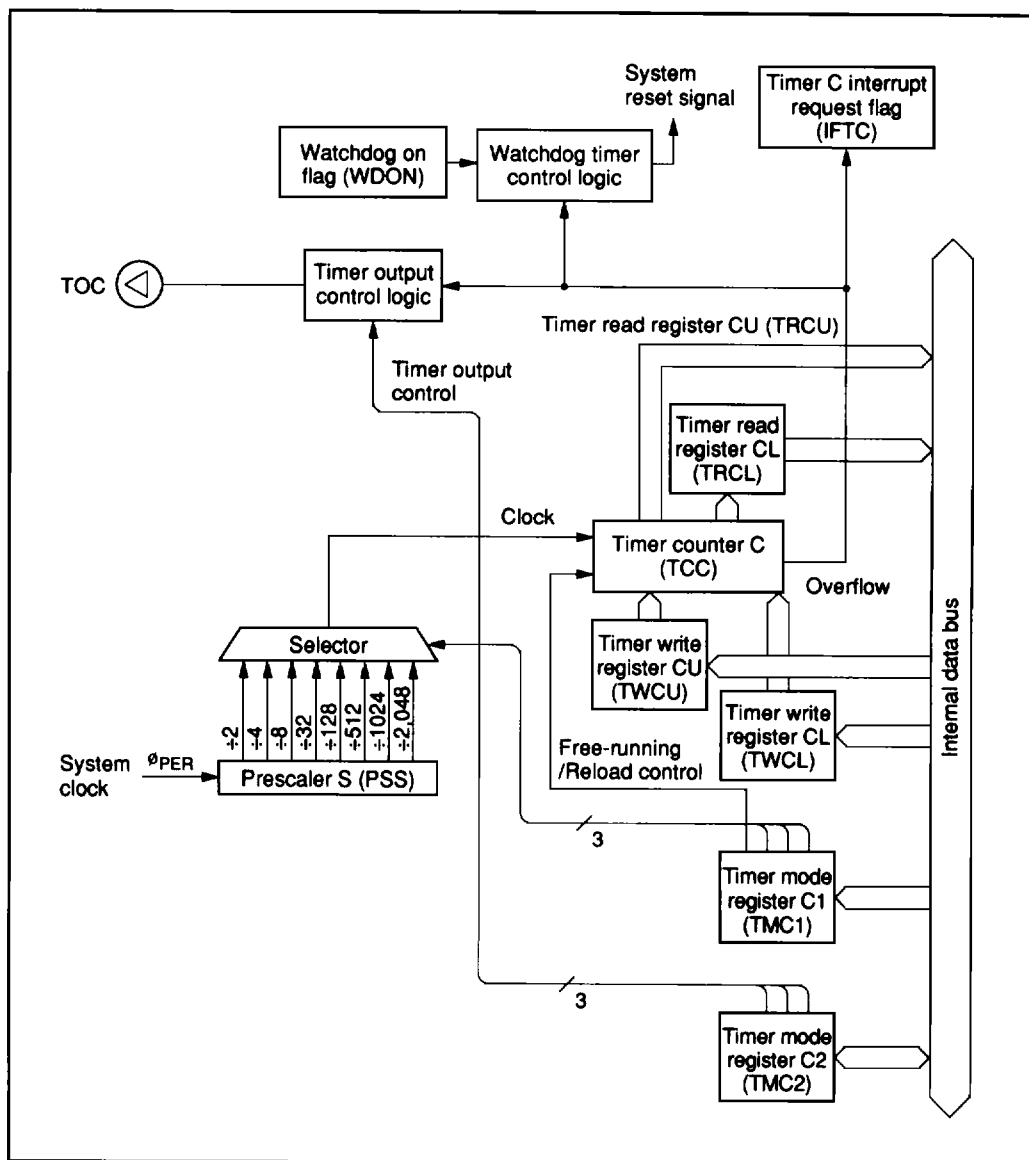 System
reset signal
Timer C interrupt
request flag
(IFTC)
Watchdog on
flag (WDON)
Watchdog timer
control logic
TOC
Timer output
control logic
Timer read register CU (TRCU)
Timer output
control
Timer read
register CL
(TRCL)
Clock
Timer counter C
(TCC)
Overflow
Selector
Timer write
register CU
(TWCU)
÷2
÷4
÷8
÷32
÷128
÷512
÷1024
÷2,048
Timer write
register CL
(TWCL)
Internal data bus
System
clock
øPER
Prescaler S (PSS)
Free-running
/Reload control
3
Timer mode
register C1
(TMC1)
3
Timer mode
register C2
(TMC2)